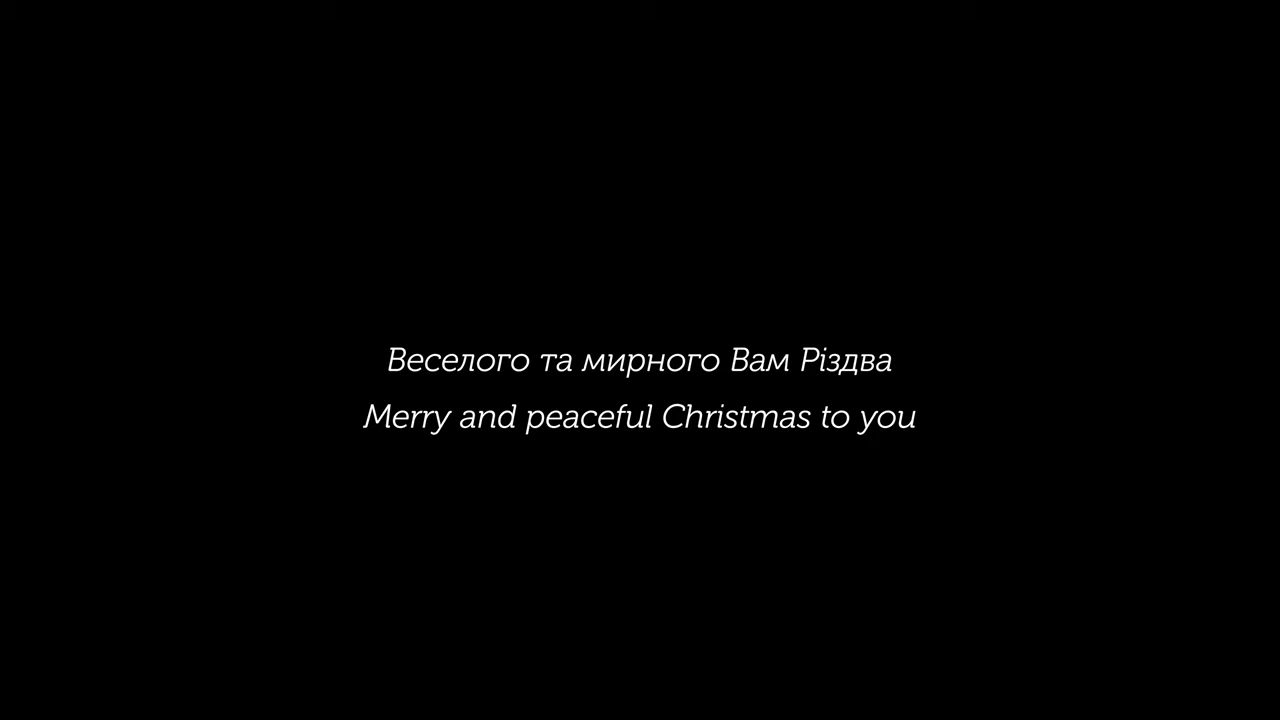 Веселого та мирного Вам Різдва
Merry and peaceful Christmas to you